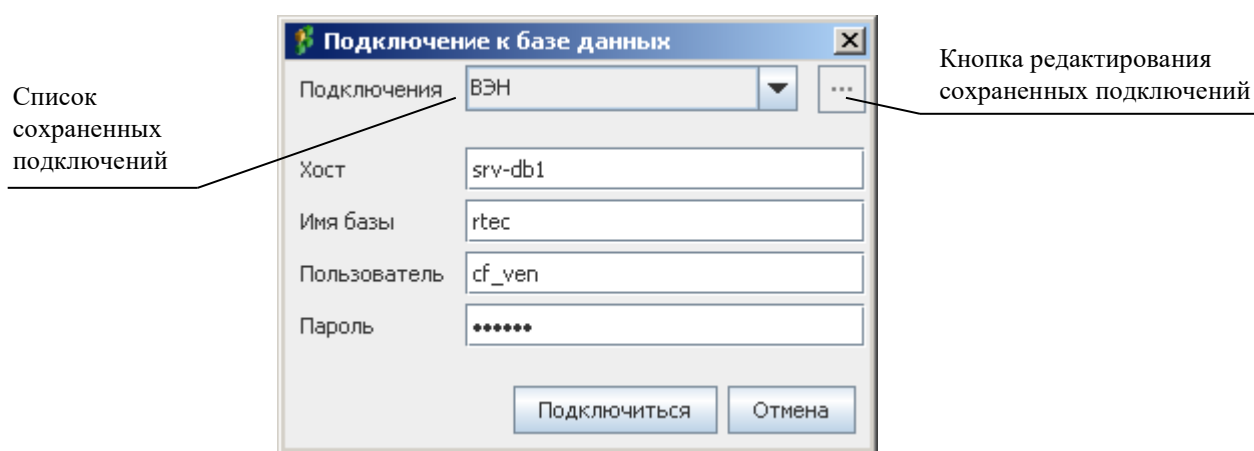 Подключение к базе данных
Кнопка редактирования
сохраненных подключений
Список
сохраненных
подключений
Подключения ВЭН ...
Хост srv-db1
Имя базы rtec
Пользователь cf_ven
Пароль ••••••
Подключиться Отмена